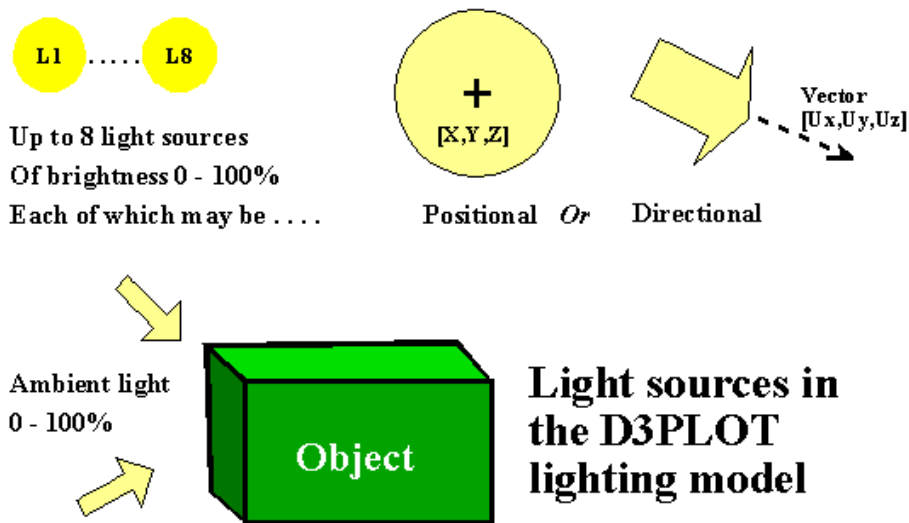 L1 ..... L8
Up to 8 light sources
Of brightness 0 - 100%
Each of which may be . . . .
[X,Y,Z]
Vector
[Ux,Uy,Uz]
Positional Or Directional
Ambient light
0 - 100%
Object
Light sources in
the D3PLOT
lighting model